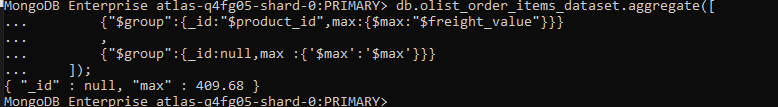 MongoDB Enterprise atlas-q4fg05-shard-0:PRIMARY> db.olist_order_items_dataset.aggregate([
... {"$group":{_id:"$product_id",max:{$max:"$freight_value"}}}
... ,
... {"$group":{_id:null,max :{'$max':'$max'}}}
... ]);
{ "_id" : null, "max" : 409.68 }
MongoDB Enterprise atlas-q4fg05-shard-0:PRIMARY>